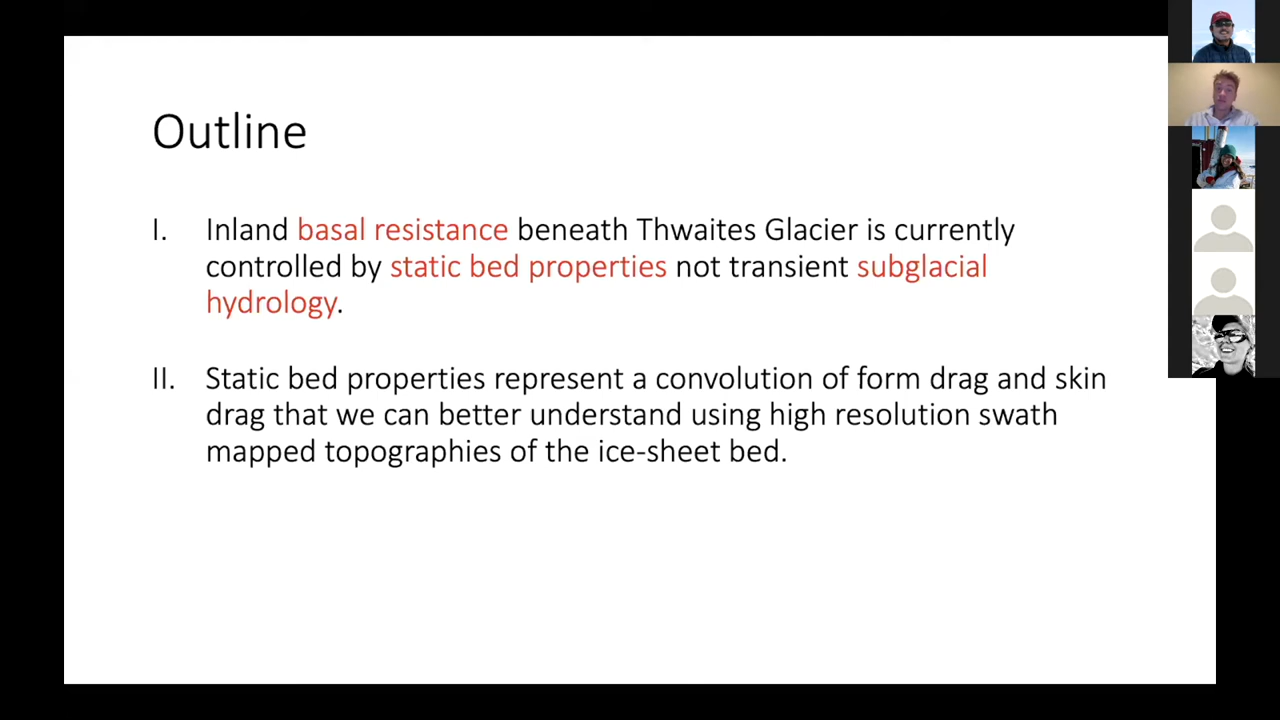 Outline
I. Inland basal resistance beneath Thwaites Glacier is currently
controlled by static bed properties not transient subglacial
hydrology.
II. Static bed properties represent a convolution of form drag and skin
drag that we can better understand using high resolution swath
mapped topographies of the ice-sheet bed.